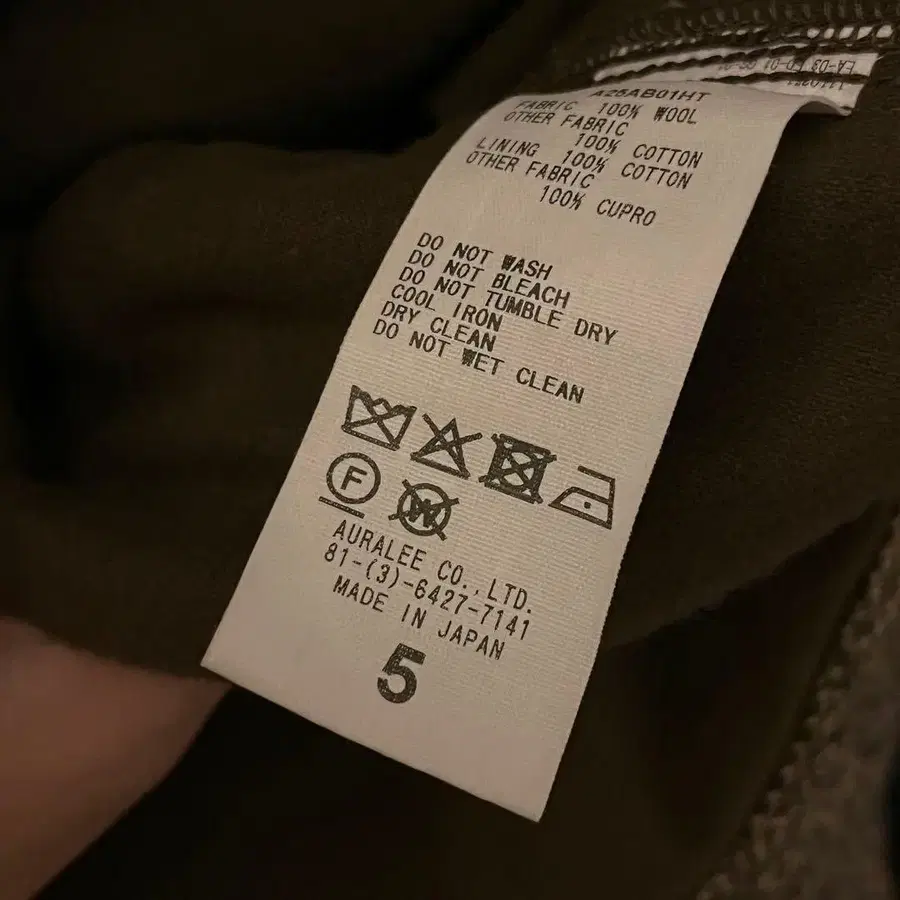 A25AB01HT
FABRIC 100% WOOL
OTHER FABRIC
100% COTTON
LINING 100% COTTON
OTHER FABRIC
100% CUPRO
DO NOT WASH
DO NOT BLEACH
DO NOT TUMBLE DRY
COOL IRON
DRY CLEAN
DO NOT WET CLEAN
F
W
AURALEE CO.,LTD.
81-(3)-6427-7141
MADE IN JAPAN
5